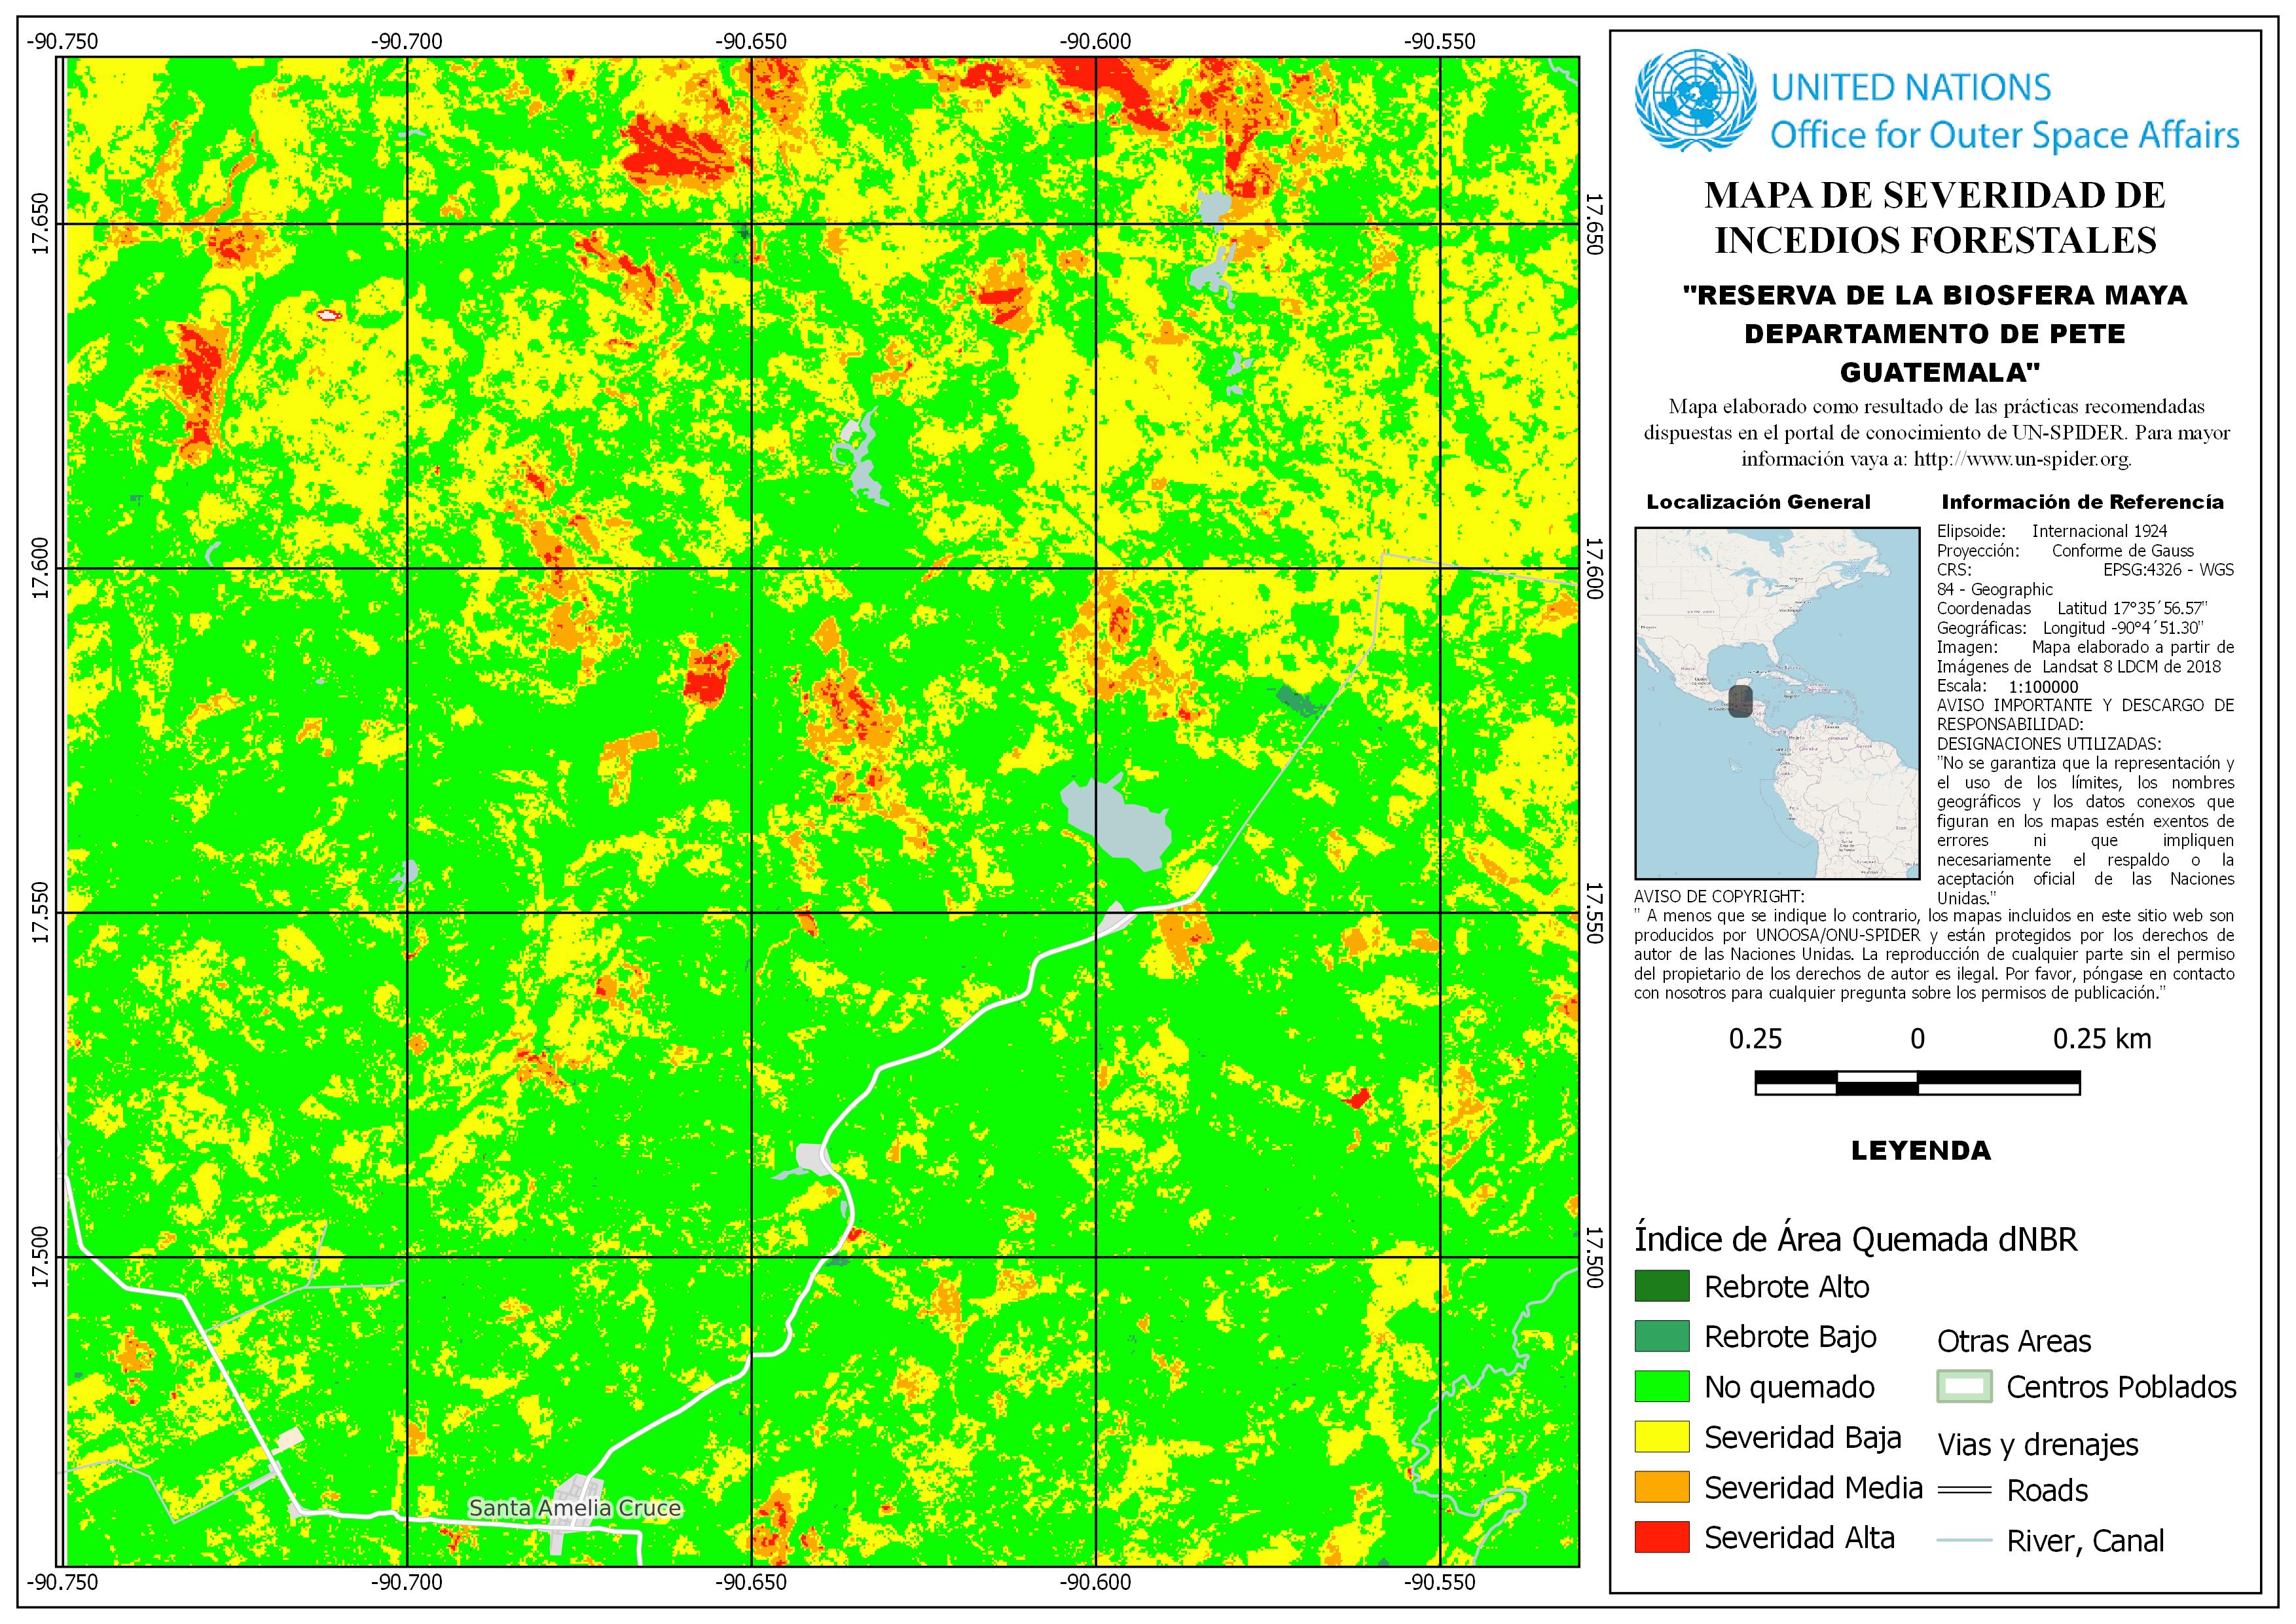 -90.750 -90.700 -90.650 -90.600 -90.550
17.650 17.650
17.600 17.600
17.550 17.550
17.500 17.500
Santa Amelia Cruce
-90.750 -90.700 -90.650 -90.600 -90.550
UNITED NATIONS
Office for Outer Space Affairs
MAPA DE SEVERIDAD DE
INCEDIOS FORESTALES
"RESERVA DE LA BIOSFERA MAYA
DEPARTAMENTO DE PETE
GUATEMALA"
Mapa elaborado como resultado de las prácticas recomendadas
dispuestas en el portal de conocimiento de UN-SPIDER. Para mayor
información vaya a: http://www.un-spider.org.
Localización General
Información de Referencía
Elipsoide: Internacional 1924
Proyección: Conforme de Gauss
CRS: EPSG:4326 - WGS
84 - Geographic
Coordenadas Latitud 17°35´56.57"
Geográficas: Longitud -90°4´51.30"
Imagen: Mapa elaborado a partir de
Imágenes de Landsat 8 LDCM de 2018
Escala: 1:100000
AVISO IMPORTANTE Y DESCARGO DE
RESPONSABILIDAD:
DESIGNACIONES UTILIZADAS:
"No se garantiza que la representación y
el uso de los límites, los nombres
geográficos y los datos conexos que
figuran en los mapas estén exentos de
errores ni que impliquen
necesariamente el respaldo o la
aceptación oficial de las Naciones
Unidas."
AVISO DE COPYRIGHT:
" A menos que se indique lo contrario, los mapas incluidos en este sitio web son
producidos por UNOOSA/ONU-SPIDER y están protegidos por los derechos de
autor de las Naciones Unidas. La reproducción de cualquier parte sin el permiso
del propietario de los derechos de autor es ilegal. Por favor, póngase en contacto
con nosotros para cualquier pregunta sobre los permisos de publicación."
0.25 0 0.25 km
LEYENDA
Índice de Área Quemada dNBR
Rebrote Alto
Rebrote Bajo
No quemado
Severidad Baja
Severidad Media
Severidad Alta
Otras Areas
Centros Poblados
Vias y drenajes
Roads
River, Canal